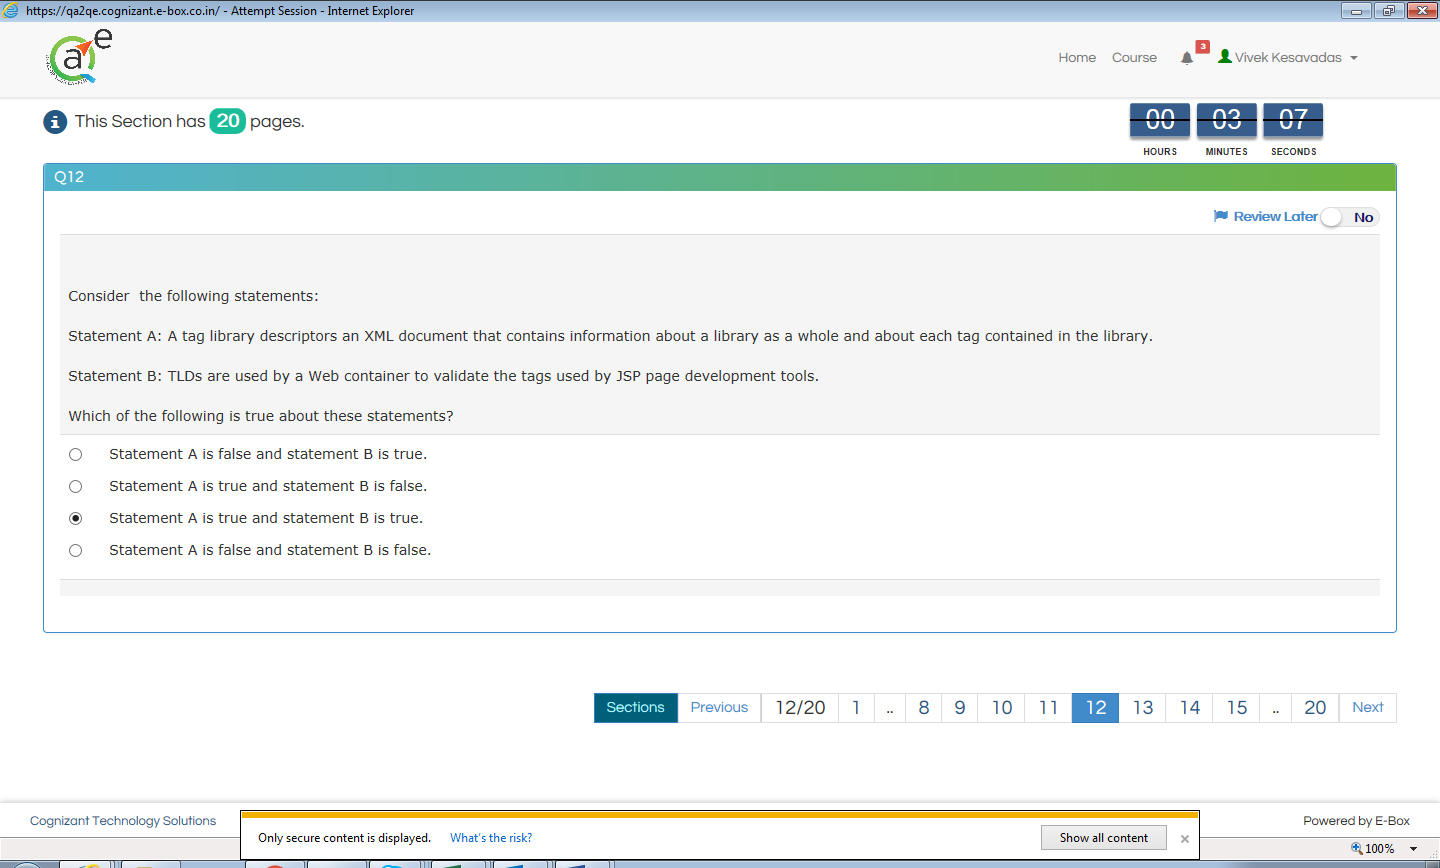 https://qa2qe.cognizant.e-box.co.in/ - Attempt Session - Internet Explorer
a e
Home Course 3 Vivek Kesavadas
i This Section has 20 pages.
00 03 07
HOURS MINUTES SECONDS
Q12
Review Later No
Consider the following statements:
Statement A: A tag library descriptors an XML document that contains information about a library as a whole and about each tag contained in the library.
Statement B: TLDs are used by a Web container to validate the tags used by JSP page development tools.
Which of the following is true about these statements?
Statement A is false and statement B is true.
Statement A is true and statement B is false.
Statement A is true and statement B is true.
Statement A is false and statement B is false.
Sections Previous 12/20 1 .. 8 9 10 11 12 13 14 15 .. 20 Next
Cognizant Technology Solutions
Powered by E-Box
Only secure content is displayed. What's the risk? Show all content ×
100%